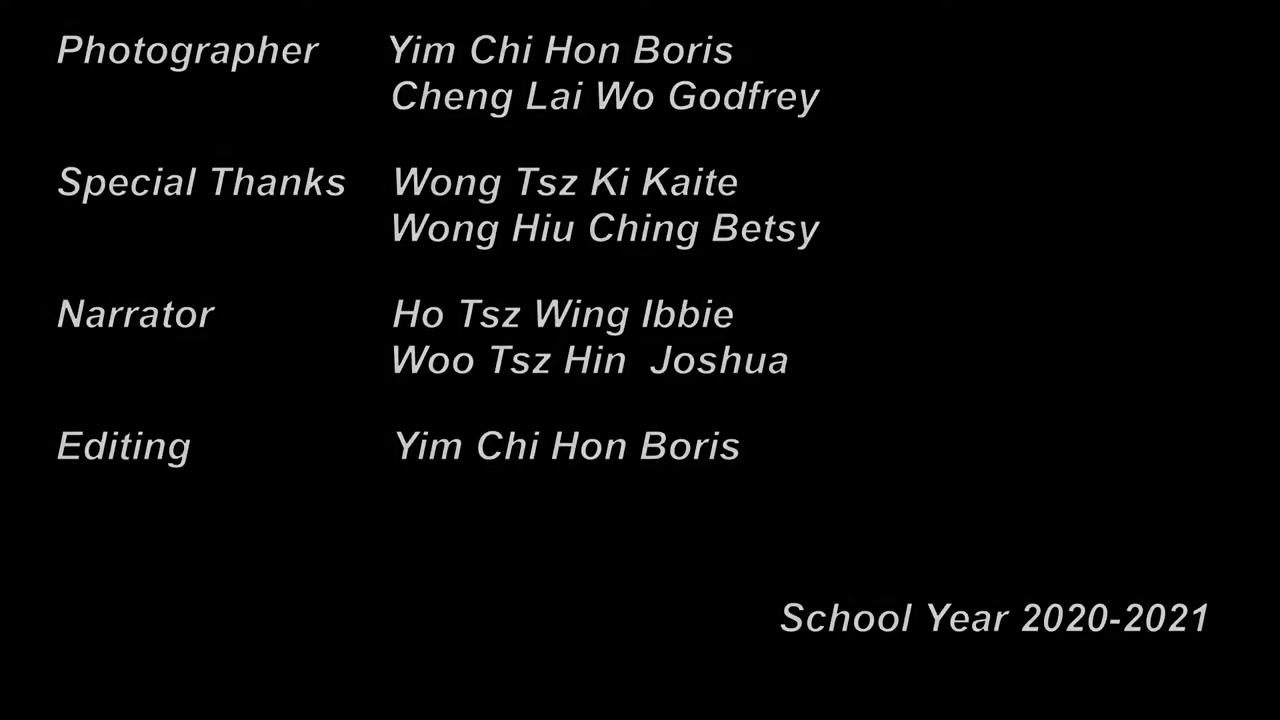 Photographer Yim Chi Hon Boris
Cheng Lai Wo Godfrey
Special Thanks Wong Tsz Ki Kaite
Wong Hiu Ching Betsy
Narrator Ho Tsz Wing Ibbie
Woo Tsz Hin Joshua
Editing Yim Chi Hon Boris
School Year 2020-2021